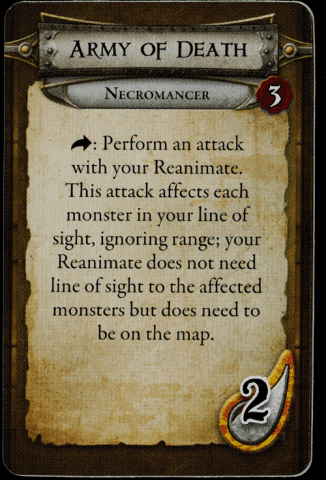 ARMY OF DEATH
NECROMANCER
3
: Perform an attack
with your Reanimate.
This attack affects each
monster in your line of
sight, ignoring range; your
Reanimate does not need
line of sight to the affected
monsters but does need to
be on the map.
2